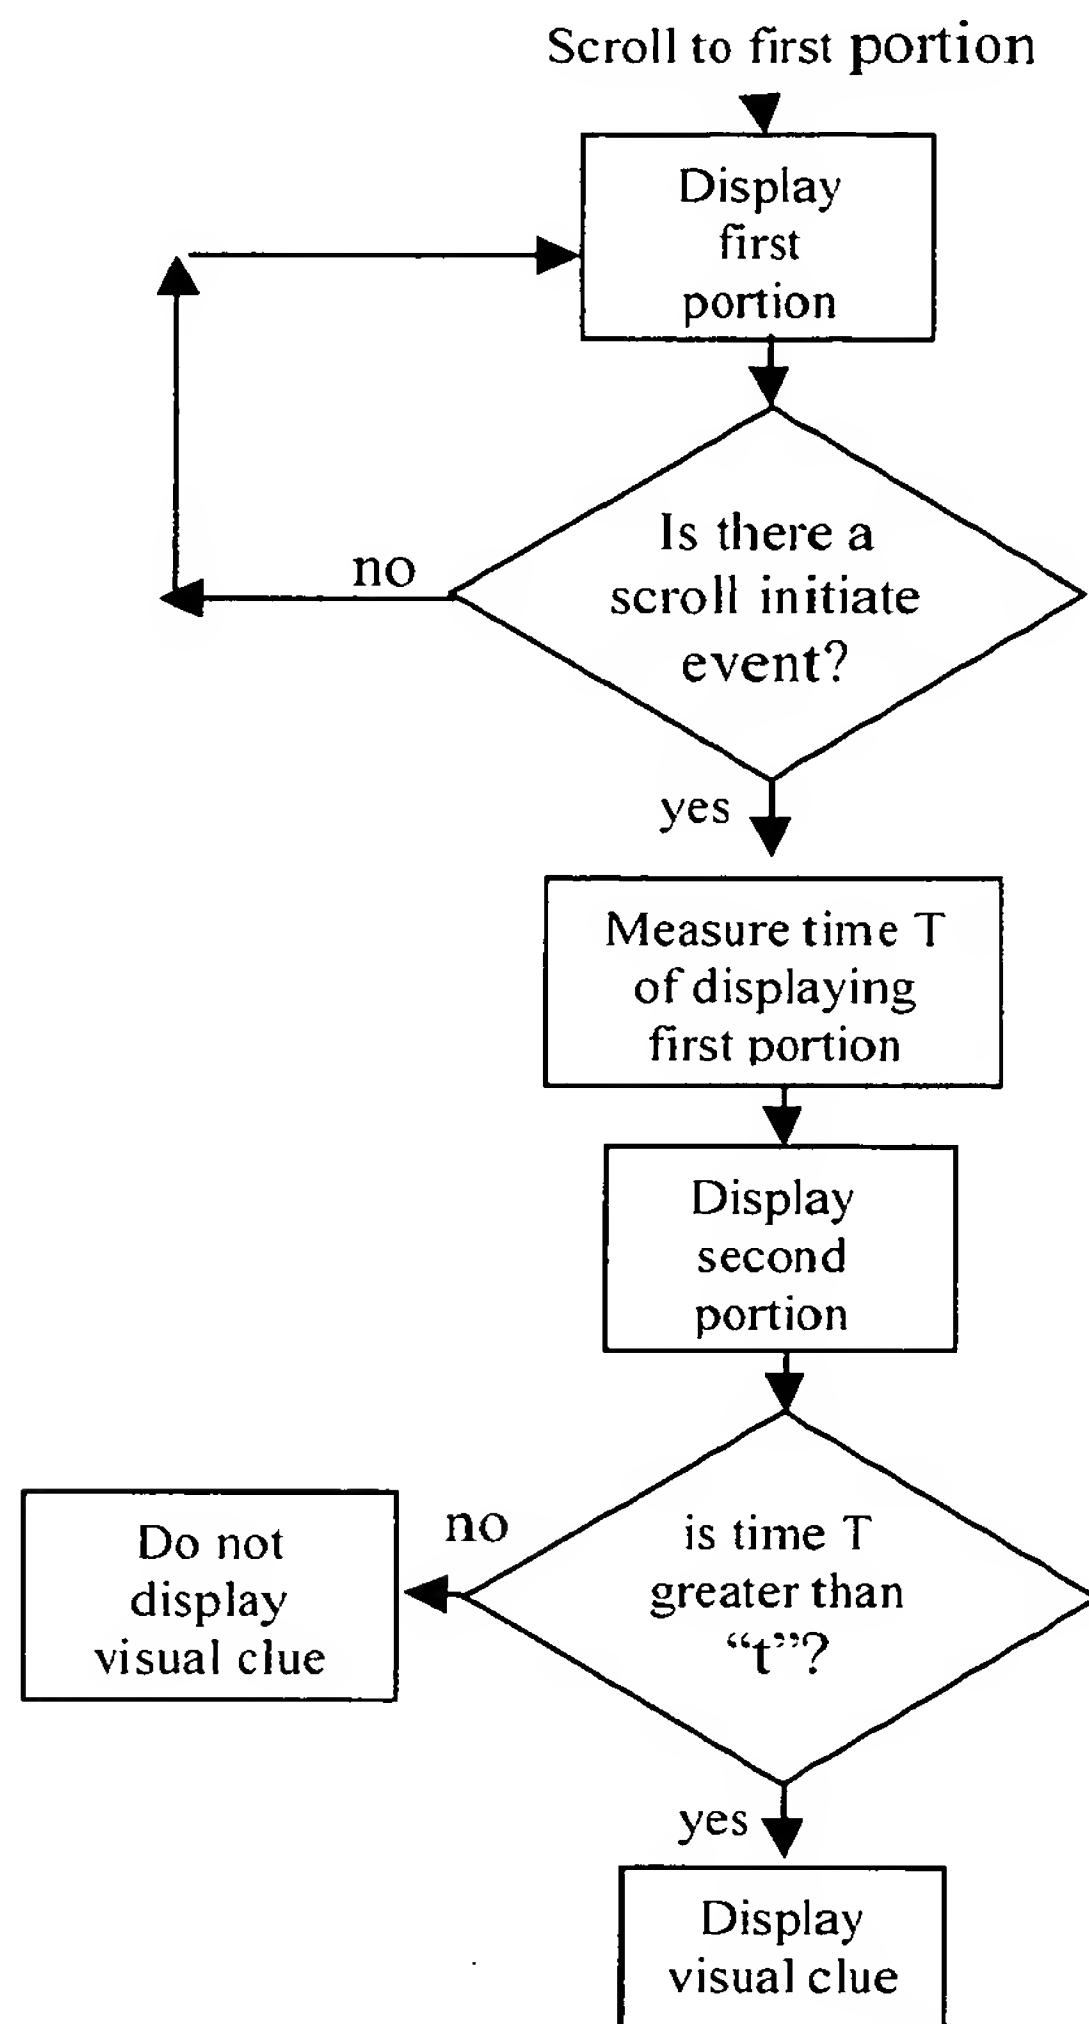 Scroll to first portion
Display
first
portion
Is there a
scroll initiate
event?
no
yes
Measure time T
of displaying
first portion
Display
second
portion
is time T
greater than
“t”?
no
Do not
display
visual clue
yes
Display
visual clue